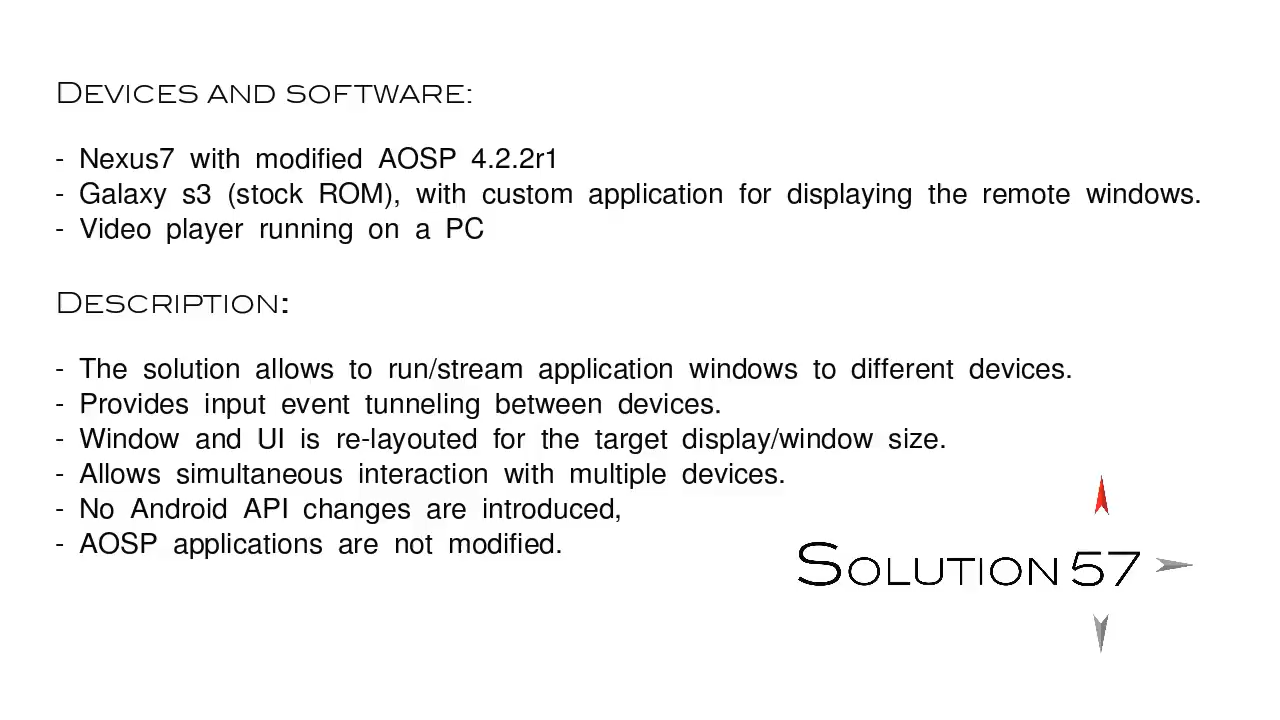 DEVICES AND SOFTWARE:
- Nexus7 with modified AOSP 4.2.2r1
- Galaxy s3 (stock ROM), with custom application for displaying the remote windows.
- Video player running on a PC
DESCRIPTION:
- The solution allows to run/stream application windows to different devices.
- Provides input event tunneling between devices.
- Window and UI is re-layouted for the target display/window size.
- Allows simultaneous interaction with multiple devices.
- No Android API changes are introduced,
- AOSP applications are not modified.
SOLUTION 57